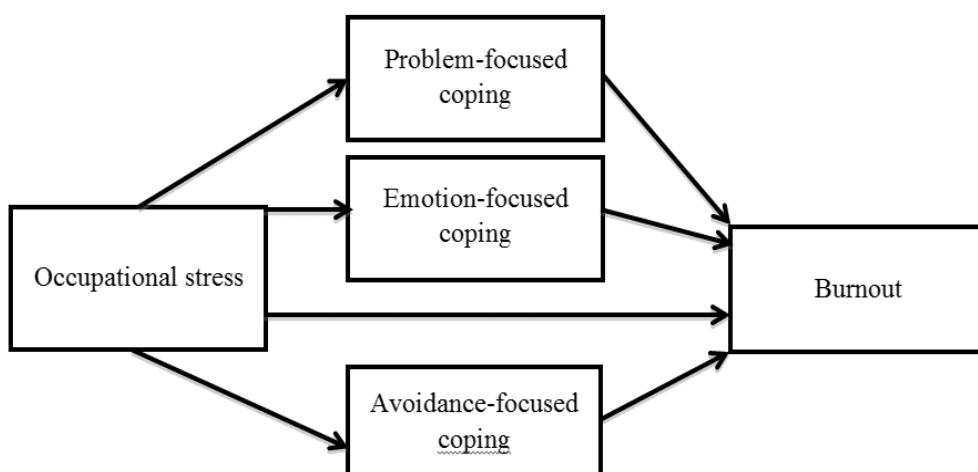 Problem-focused
coping
Emotion-focused
coping
Occupational stress
Burnout
Avoidance-focused
coping